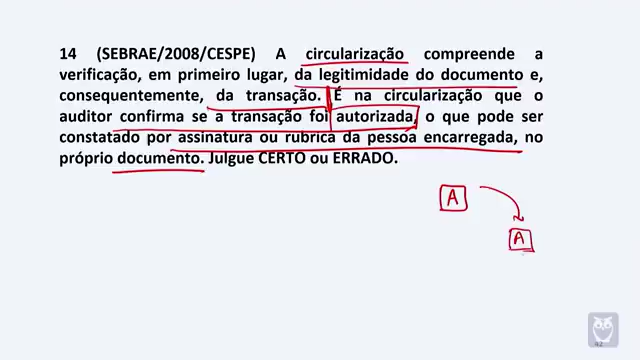 14 (SEBRAE/2008/CESPE) A circularização compreende a
verificação, em primeiro lugar, da legitimidade do documento e,
consequentemente, da transação. É na circularização que o
auditor confirma se a transação foi autorizada, o que pode ser
constatado por assinatura ou rubrica da pessoa encarregada, no
próprio documento. Julgue CERTO ou ERRADO.
A
A
42